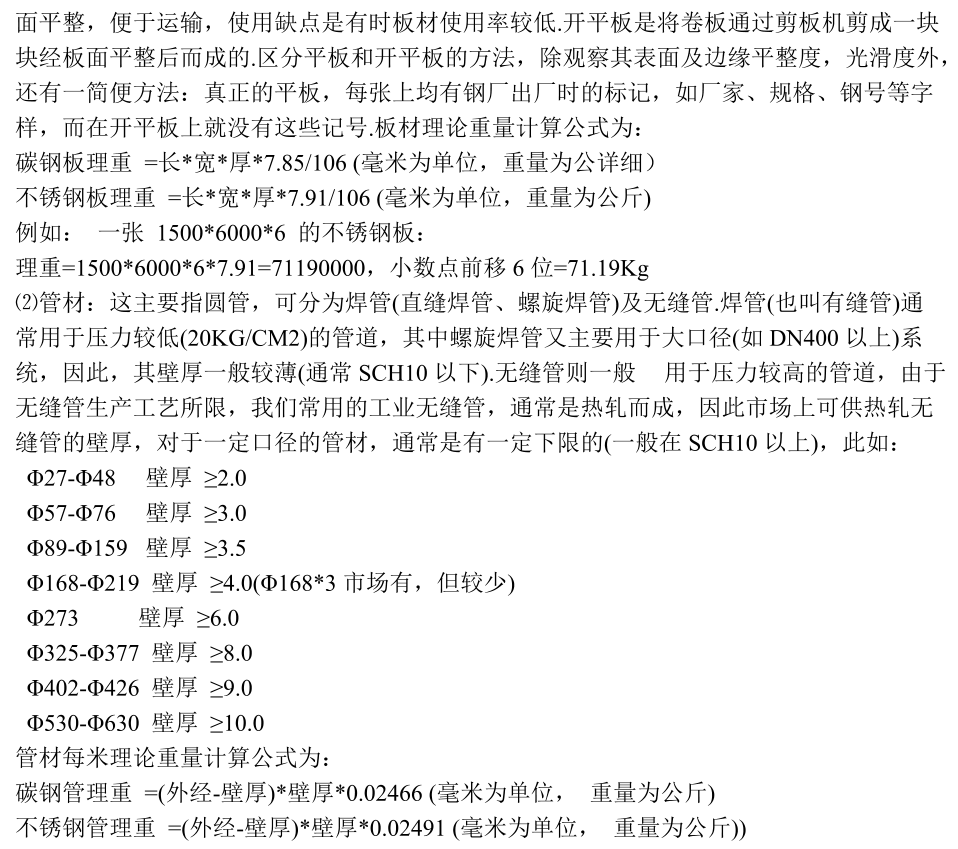 面平整，便于运输，使用缺点是有时板材使用率较低.开平板是将卷板通过剪板机剪成一块
块经板面平整后而成的.区分平板和开平板的方法，除观察其表面及边缘平整度，光滑度外，
还有一简便方法：真正的平板，每张上均有钢厂出厂时的标记，如厂家、规格、钢号等字
样，而在开平板上就没有这些记号.板材理论重量计算公式为：
碳钢板理重 =长*宽*厚*7.85/106 (毫米为单位，重量为公详细）
不锈钢板理重 =长*宽*厚*7.91/106 (毫米为单位，重量为公斤)
例如： 一张 1500*6000*6 的不锈钢板：
理重=1500*6000*6*7.91=71190000，小数点前移 6 位=71.19Kg
⑵管材：这主要指圆管，可分为焊管(直缝焊管、螺旋焊管)及无缝管.焊管(也叫有缝管)通
常用于压力较低(20KG/CM2)的管道，其中螺旋焊管又主要用于大口径(如 DN400 以上)系
统，因此，其壁厚一般较薄(通常 SCH10 以下).无缝管则一般 用于压力较高的管道，由于
无缝管生产工艺所限，我们常用的工业无缝管，通常是热轧而成，因此市场上可供热轧无
缝管的壁厚，对于一定口径的管材，通常是有一定下限的(一般在 SCH10 以上)，此如：
Φ27-Φ48 壁厚 ≥2.0
Φ57-Φ76 壁厚 ≥3.0
Φ89-Φ159 壁厚 ≥3.5
Φ168-Φ219 壁厚 ≥4.0(Φ168*3 市场有，但较少)
Φ273 壁厚 ≥6.0
Φ325-Φ377 壁厚 ≥8.0
Φ402-Φ426 壁厚 ≥9.0
Φ530-Φ630 壁厚 ≥10.0
管材每米理论重量计算公式为：
碳钢管理重 =(外经-壁厚)*壁厚*0.02466 (毫米为单位， 重量为公斤)
不锈钢管理重 =(外经-壁厚)*壁厚*0.02491 (毫米为单位， 重量为公斤))